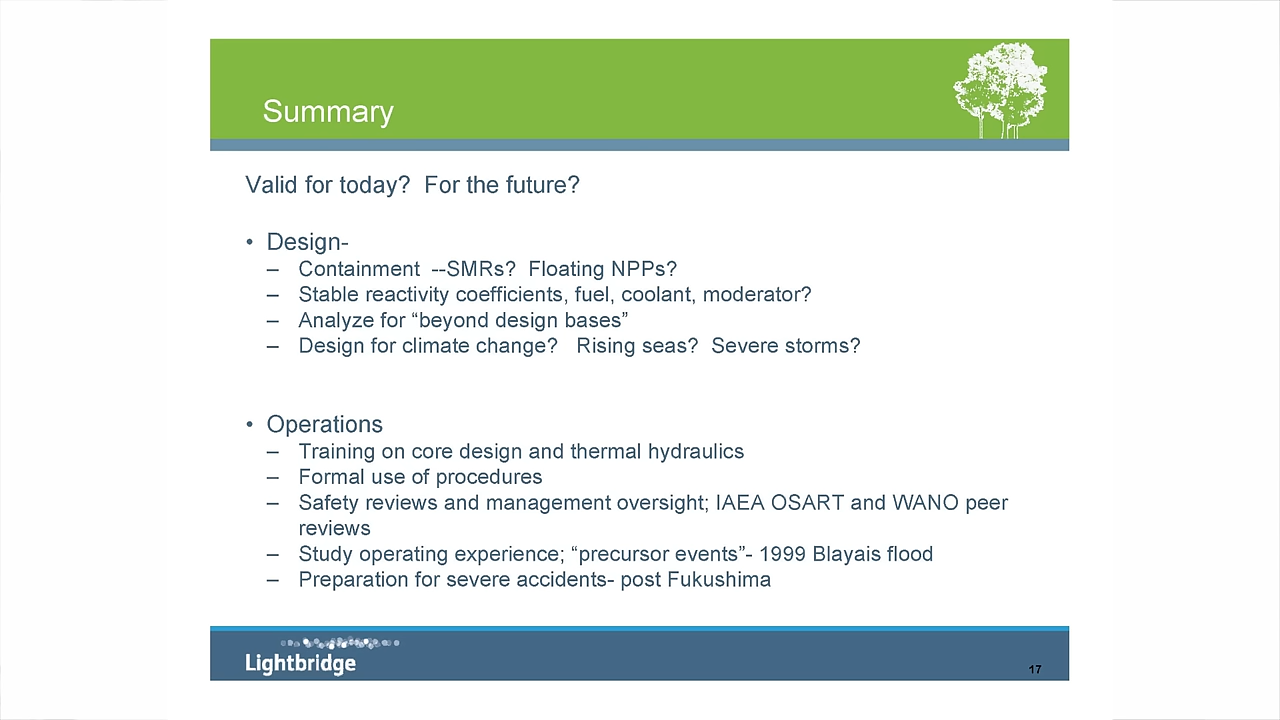 Summary
Valid for today? For the future?
• Design-
– Containment --SMRs? Floating NPPs?
– Stable reactivity coefficients, fuel, coolant, moderator?
– Analyze for “beyond design bases”
– Design for climate change? Rising seas? Severe storms?
• Operations
– Training on core design and thermal hydraulics
– Formal use of procedures
– Safety reviews and management oversight; IAEA OSART and WANO peer
reviews
– Study operating experience; “precursor events”- 1999 Blayais flood
– Preparation for severe accidents- post Fukushima
Lightbridge
17